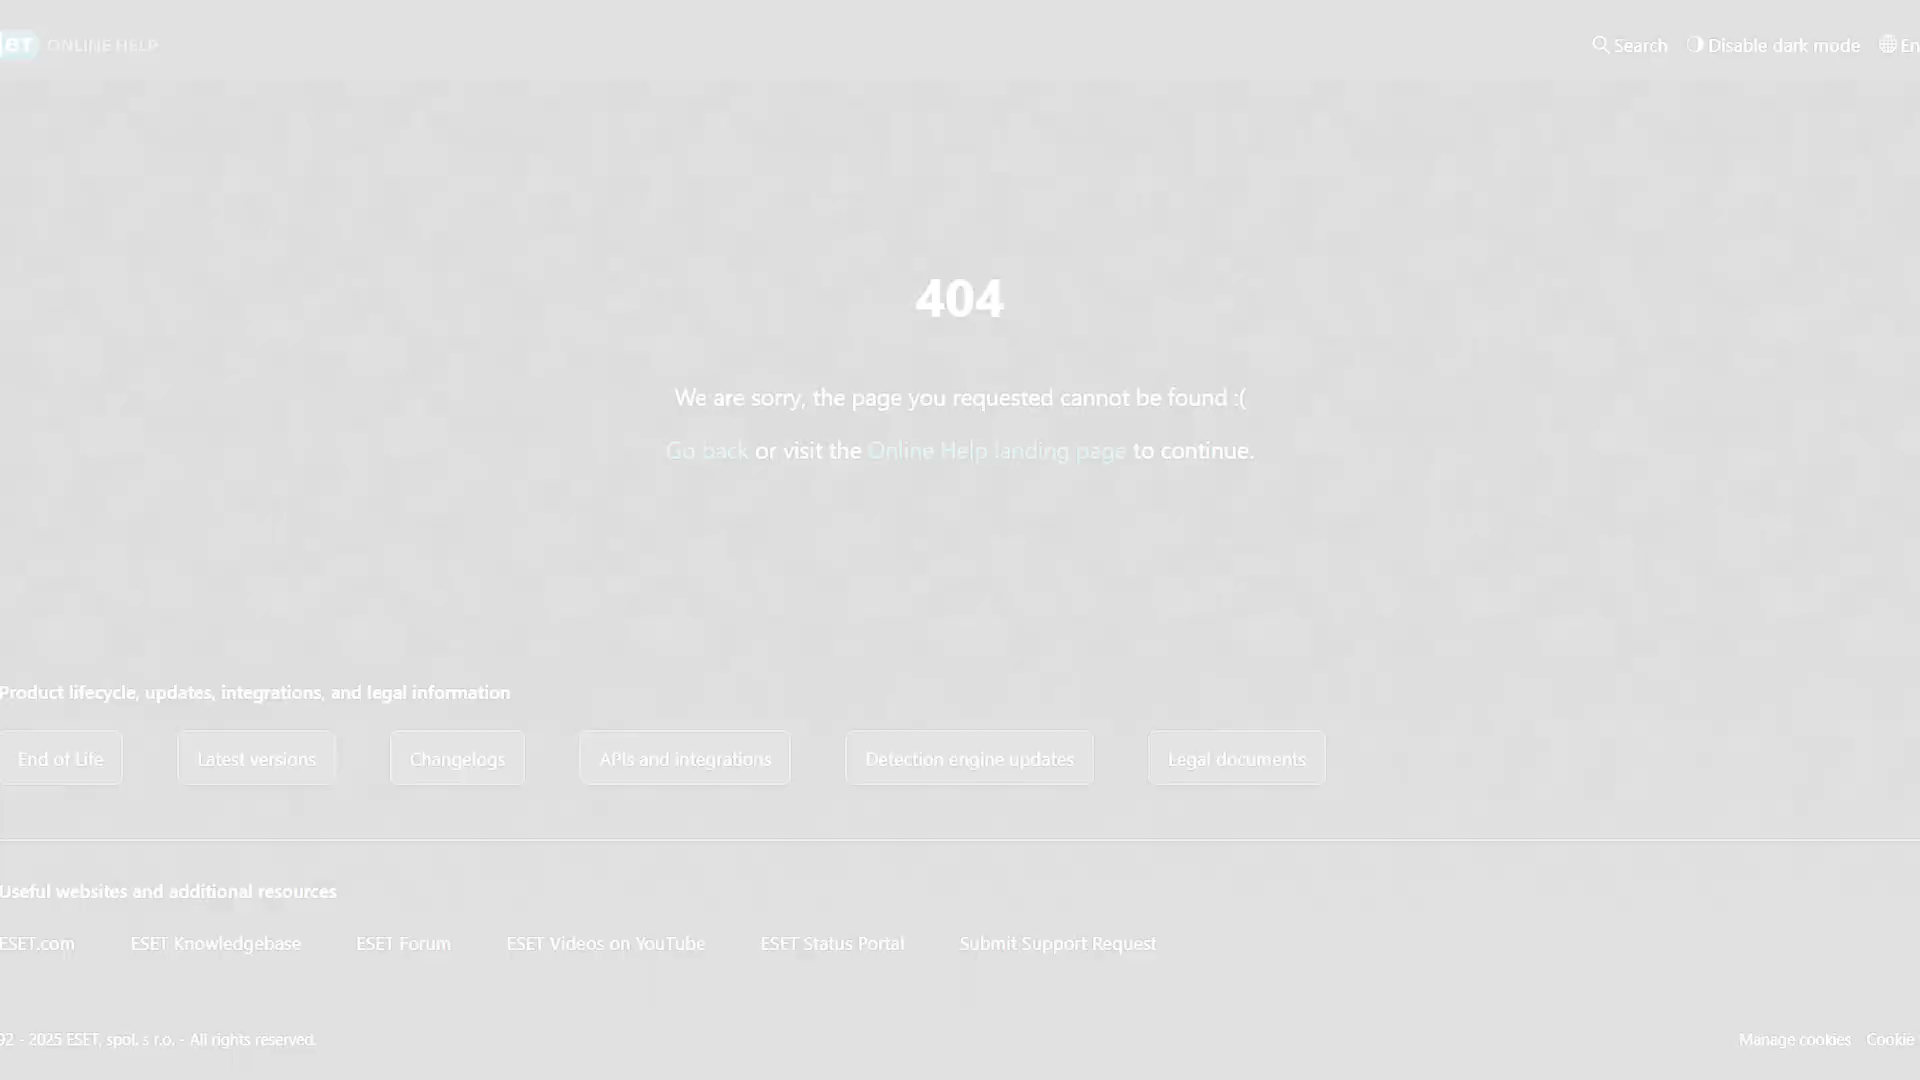 ONLINE HELP
Search Disable dark mode
404
We are sorry, the page you requested cannot be found :(
Go back or visit the Online Help landing page to continue.
Product lifecycle, updates, integrations, and legal information
End of Life Latest versions Changelogs APIs and integrations Detection engine updates Legal documents
Useful websites and additional resources
ESET.com ESET Knowledgebase ESET Forum ESET Videos on YouTube ESET Status Portal Submit Support Request
92 - 2025 ESET, spol. s r.o. - All rights reserved.
Manage cookies Cookie